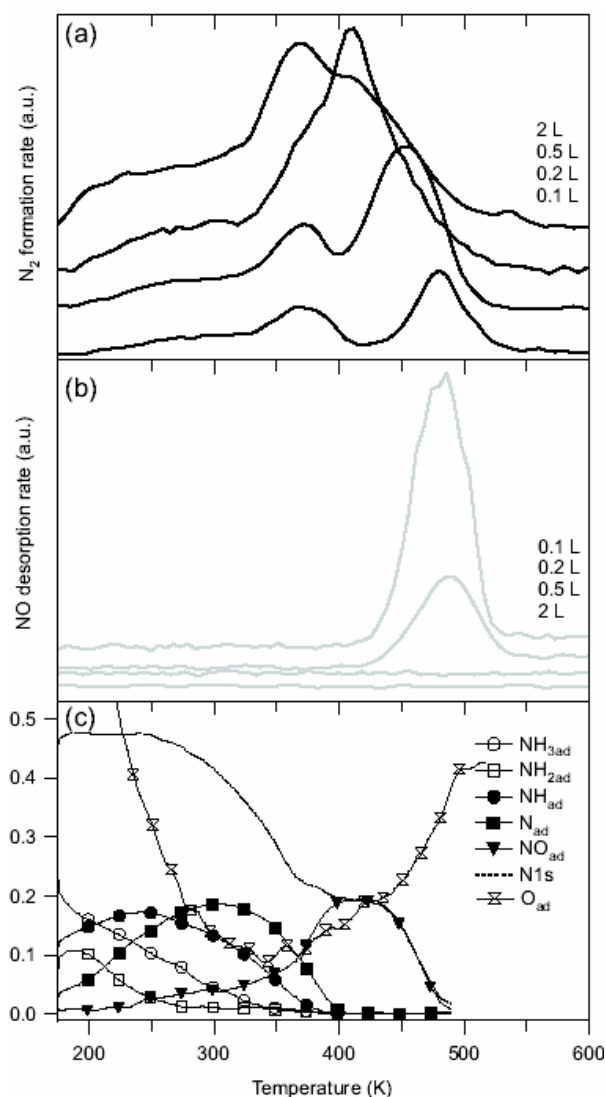 (a)
N2 formation rate (a.u.)
2 L
0.5 L
0.2 L
0.1 L
(b)
NO desorption rate (a.u.)
0.1 L
0.2 L
0.5 L
2 L
(c)
0.5
0.4
0.3
0.2
0.1
0.0
NH3ad
NH2ad
NHad
Nad
NOad
N1s
Oad
200 300 400 500 600
Temperature (K)